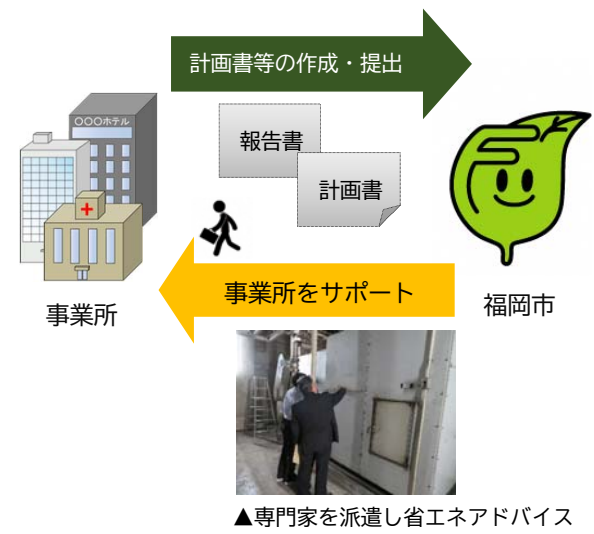 計画書等の作成・提出
〇〇〇ホテル
報告書
計画書
事業所をサポート
事業所
福岡市
▲専門家を派遣し省エネアドバイス